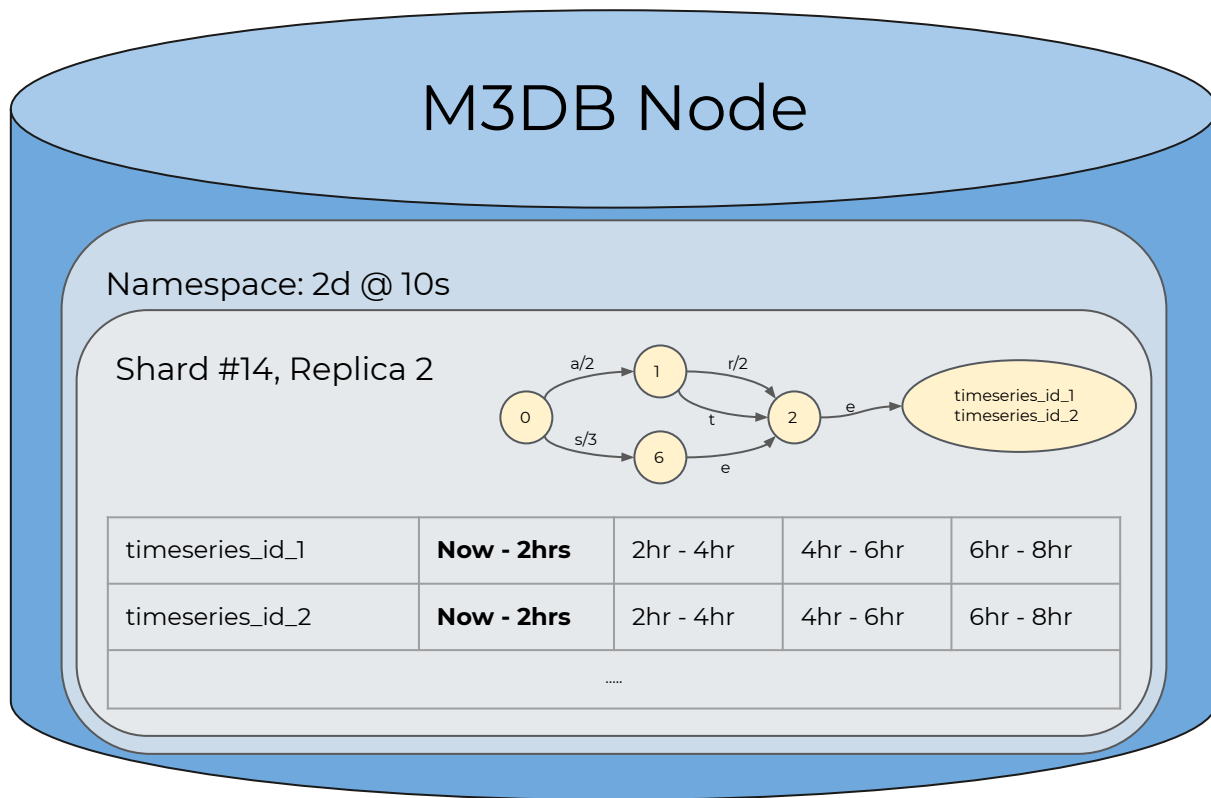 M3DB Node
Namespace: 2d @ 10s
Shard #14, Replica 2
a/2
1
r/2
0
t
2
e
timeseries_id_1
timeseries_id_2
s/3
6
e
timeseries_id_1 Now - 2hrs 2hr - 4hr 4hr - 6hr 6hr - 8hr
timeseries_id_2 Now - 2hrs 2hr - 4hr 4hr - 6hr 6hr - 8hr
.....